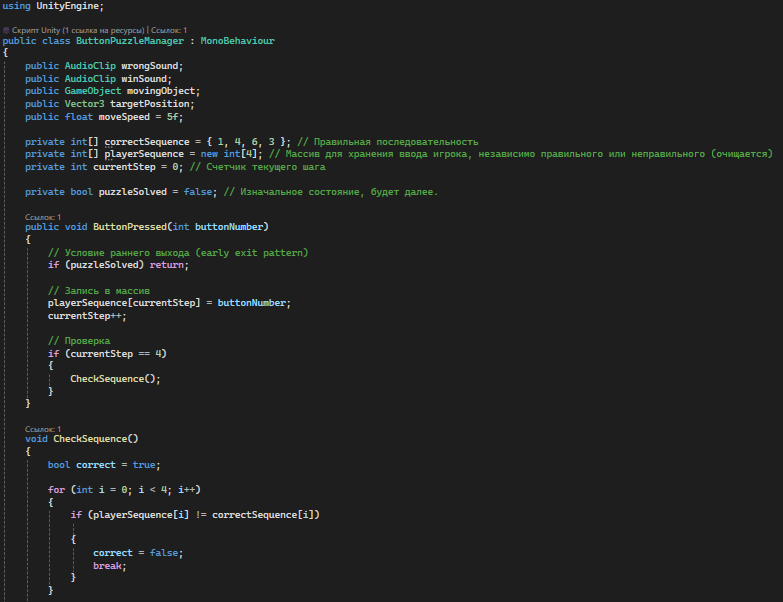 using UnityEngine;
Скрипт Unity (1 ссылка на ресурсы) | Ссылок: 1
public class ButtonPuzzleManager : MonoBehaviour
{
public AudioClip wrongSound;
public AudioClip winSound;
public GameObject movingObject;
public Vector3 targetPosition;
public float moveSpeed = 5f;
private int[] correctSequence = { 1, 4, 6, 3 }; // Правильная последовательность
private int[] playerSequence = new int[4]; // Массив для хранения ввода игрока, независимо правильного или неправильного (очищается)
private int currentStep = 0; // Счетчик текущего шага
private bool puzzleSolved = false; // Изначальное состояние, будет далее.
Ссылок: 1
public void ButtonPressed(int buttonNumber)
{
// Условие раннего выхода (early exit pattern)
if (puzzleSolved) return;
// Запись в массив
playerSequence[currentStep] = buttonNumber;
currentStep++;
// Проверка
if (currentStep == 4)
{
CheckSequence();
}
}
Ссылок: 1
void CheckSequence()
{
bool correct = true;
for (int i = 0; i < 4; i++)
{
if (playerSequence[i] != correctSequence[i])
{
correct = false;
break;
}
}